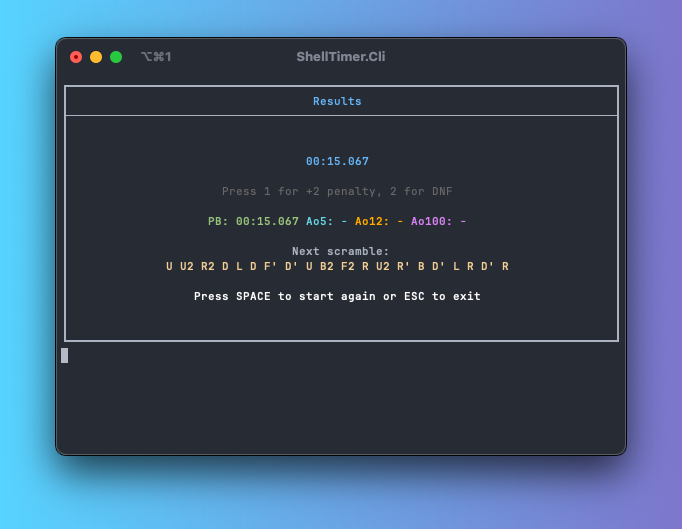 ⌥⌘1 ShellTimer.Cli
Results
00:15.067
Press 1 for +2 penalty, 2 for DNF
PB: 00:15.067 Ao5: - Ao12: - Ao100: -
Next scramble:
U U2 R2 D L D F' D' U B2 F2 R U2 R' B D' L R D' R
Press SPACE to start again or ESC to exit